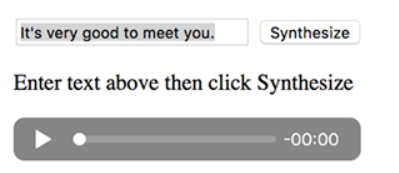 It's very good to meet you. Synthesize
Enter text above then click Synthesize
-00:00